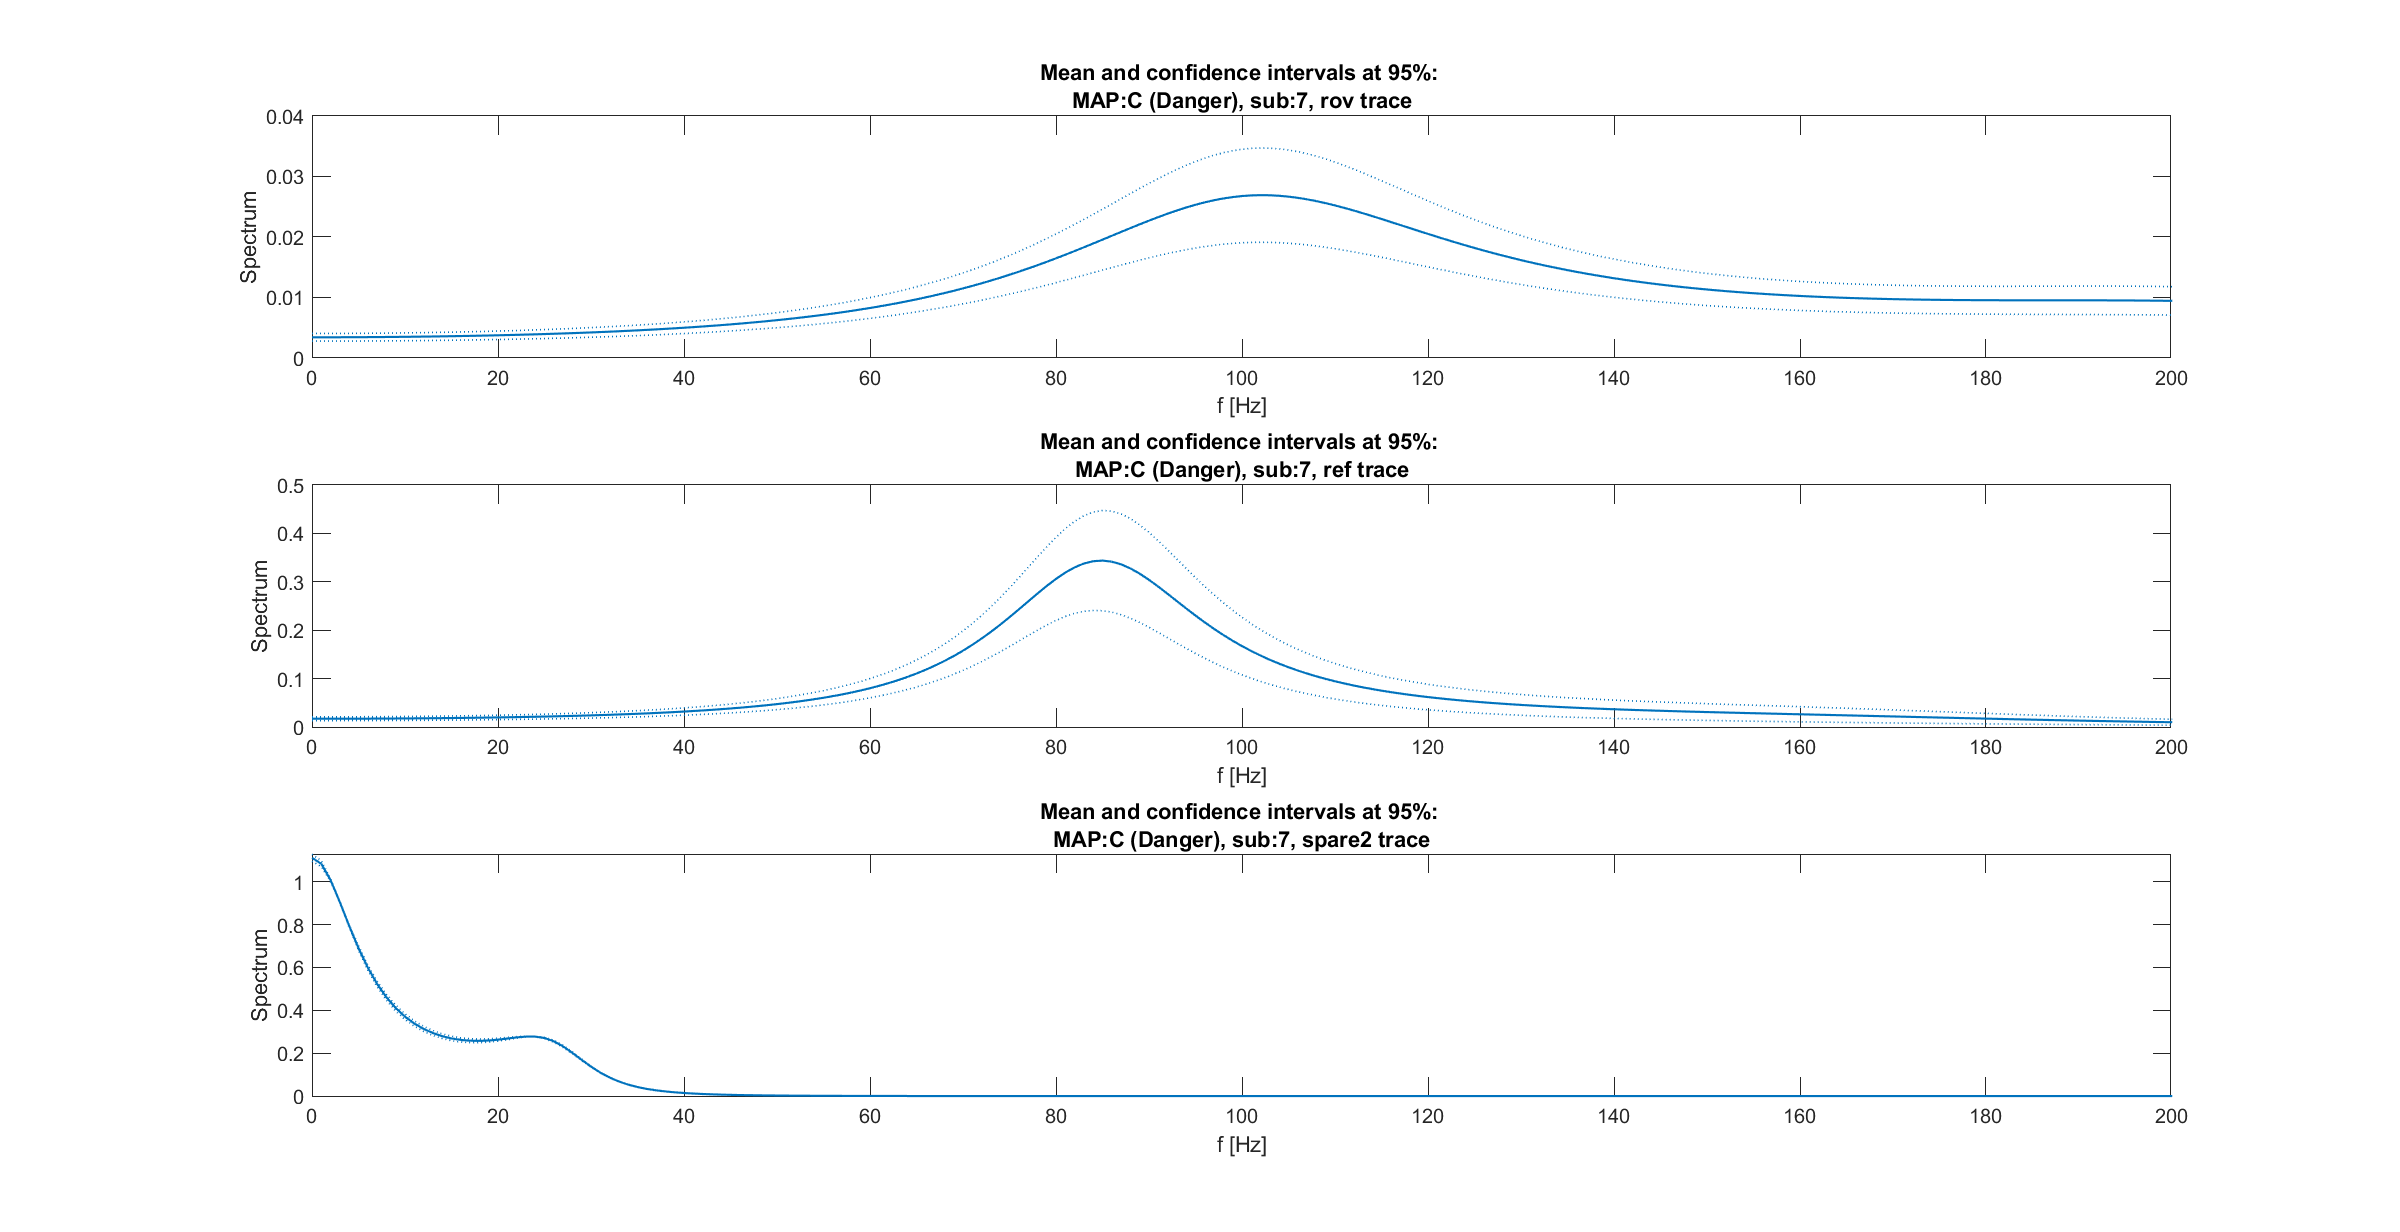 Mean and confidence intervals at 95%:
MAP:C (Danger), sub:7, rov trace
0.04
0.03
0.02
0.01
0
Spectrum
0 20 40 60 80 100 120 140 160 180 200
f [Hz]
Mean and confidence intervals at 95%:
MAP:C (Danger), sub:7, ref trace
0.5
0.4
0.3
0.2
0.1
0
Spectrum
0 20 40 60 80 100 120 140 160 180 200
f [Hz]
Mean and confidence intervals at 95%:
MAP:C (Danger), sub:7, spare2 trace
1
0.8
0.6
0.4
0.2
0
Spectrum
0 20 40 60 80 100 120 140 160 180 200
f [Hz]